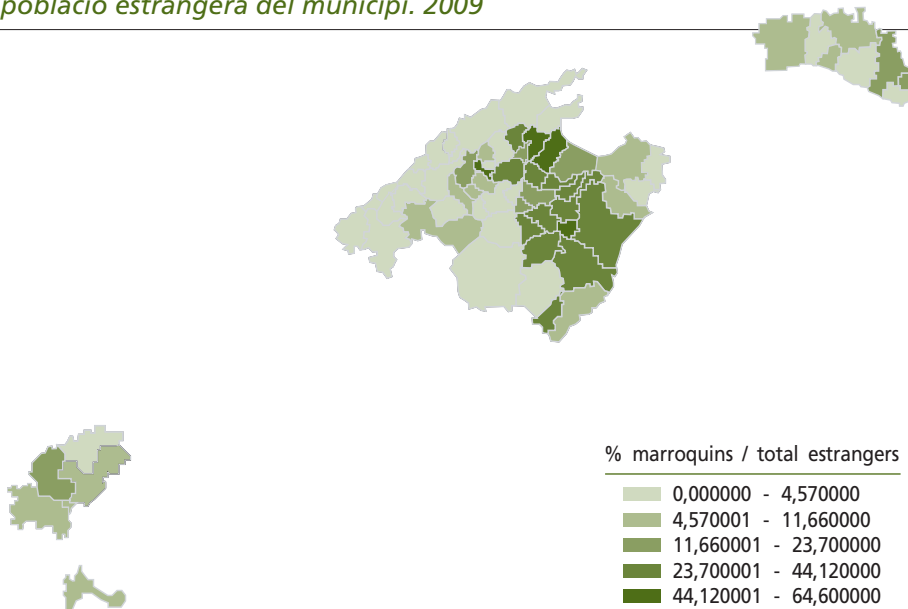 població estrangera del municipi. 2009
% marroquins / total estrangers
0,000000 - 4,570000
4,570001 - 11,660000
11,660001 - 23,700000
23,700001 - 44,120000
44,120001 - 64,600000